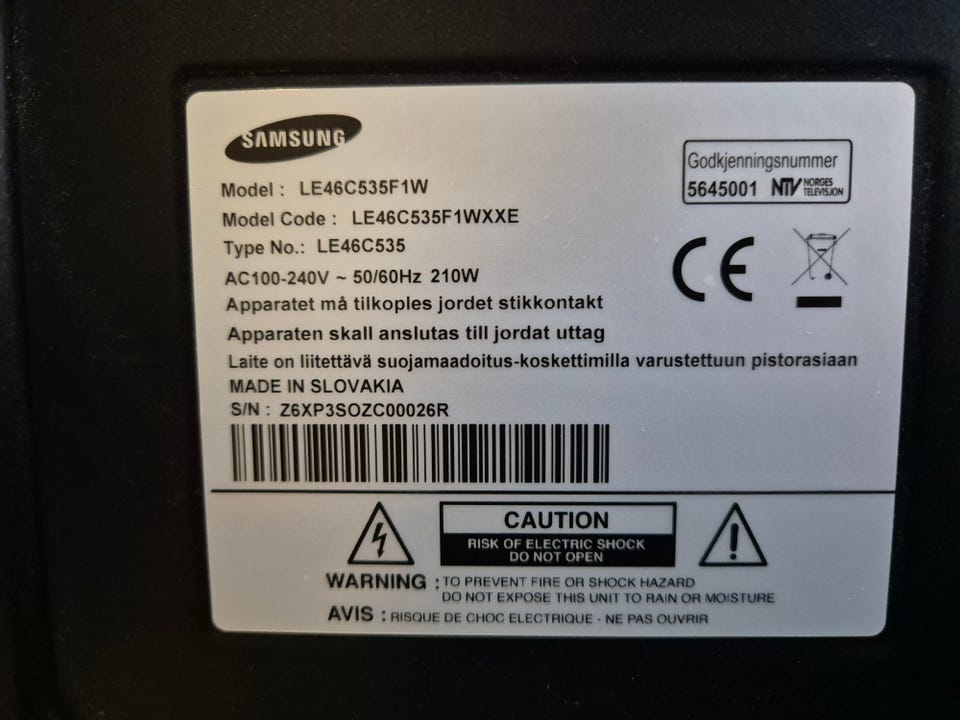 SAMSUNG
Godkjenningsnummer
5645001 NTV NORGES TELEVISJON
Model : LE46C535F1W
Model Code : LE46C535F1WXXE
Type No.: LE46C535
AC100-240V ~ 50/60Hz 210W
Apparatet må tilkoples jordet stikkontakt
Apparaten skall anslutas till jordat uttag
Laite on liitettävä suojamaadoitus-koskettimilla varustettuun pistorasiaan
MADE IN SLOVAKIA
S/N : Z6XP3SOZC00026R
CE
CAUTION
RISK OF ELECTRIC SHOCK
DO NOT OPEN
WARNING : TO PREVENT FIRE OR SHOCK HAZARD
DO NOT EXPOSE THIS UNIT TO RAIN OR MOISTURE
AVIS : RISQUE DE CHOC ELECTRIQUE - NE PAS OUVRIR